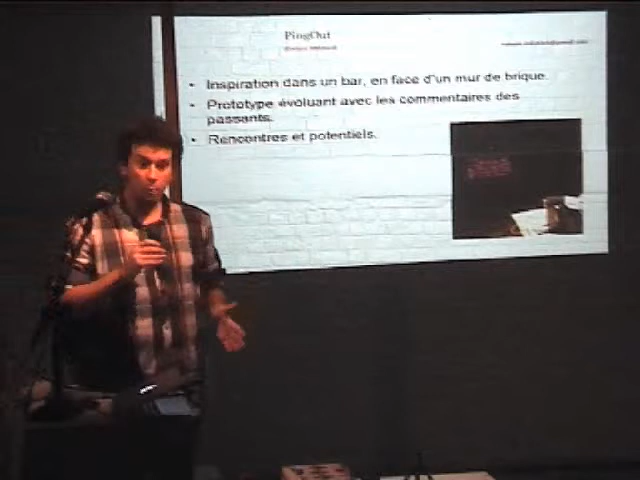 PingOut
• Inspiration dans un bar, en face d'un mur de brique.
• Prototype évoluant avec les commentaires des
passants.
• Rencontres et potentiels.